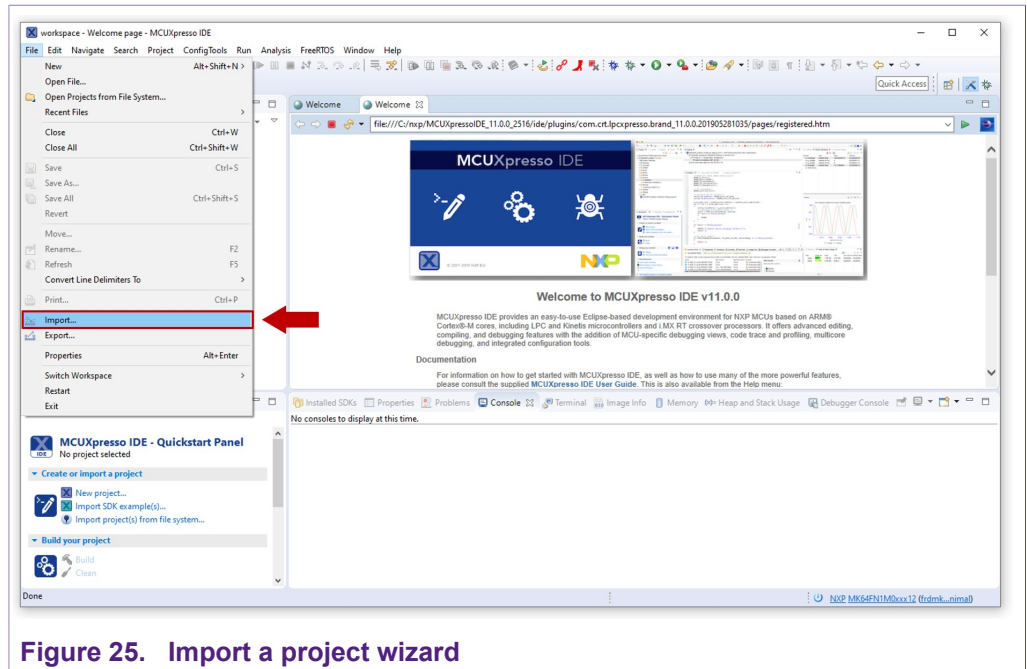 workspace - Welcome page - MCUXpresso IDE
File Edit Navigate Search Project ConfigTools Run Analysis FreeRTOS Window Help
New Alt+Shift+N >
Open File...
Open Projects from File System...
Recent Files >
Close Ctrl+W
Close All Ctrl+Shift+W
Save Ctrl+S
Save As...
Save All Ctrl+Shift+S
Revert
Move...
Rename... F2
Refresh F5
Convert Line Delimiters To >
Print... Ctrl+P
Import...
Export...
Properties Alt+Enter
Switch Workspace >
Restart
Exit
Quick Access
Welcome Welcome
file:///C:/nxp/MCUXpressoIDE_11.0.0_2516/ide/plugins/com.crt.lpcxpresso.brand_11.0.0.201905281035/pages/registered.htm
MCUXpresso IDE
NXP
Welcome to MCUXpresso IDE v11.0.0
MCUXpresso IDE provides an easy-to-use Eclipse-based development environment for NXP MCUs based on ARM®
Cortex®-M cores, including LPC and Kinetis microcontrollers and i.MX RT crossover processors. It offers advanced editing,
compiling, and debugging features with the addition of MCU-specific debugging views, code trace and profiling, multicore
debugging, and integrated configuration tools.
Documentation
For information on how to get started with MCUXpresso IDE, as well as how to use many of the more powerful features,
please consult the supplied MCUXpresso IDE User Guide. This is also available from the Help menu:
Installed SDKs Properties Problems Console Terminal Image Info Memory Heap and Stack Usage Debugger Console
No consoles to display at this time.
MCUXpresso IDE - Quickstart Panel
IDE
No project selected
Create or import a project
New project...
Import SDK example(s)...
Import project(s) from file system...
Build your project
Build
Clean
Done
NXP MK64FN1M0xxx12 (frdmk...nimal)
Figure 25. Import a project wizard